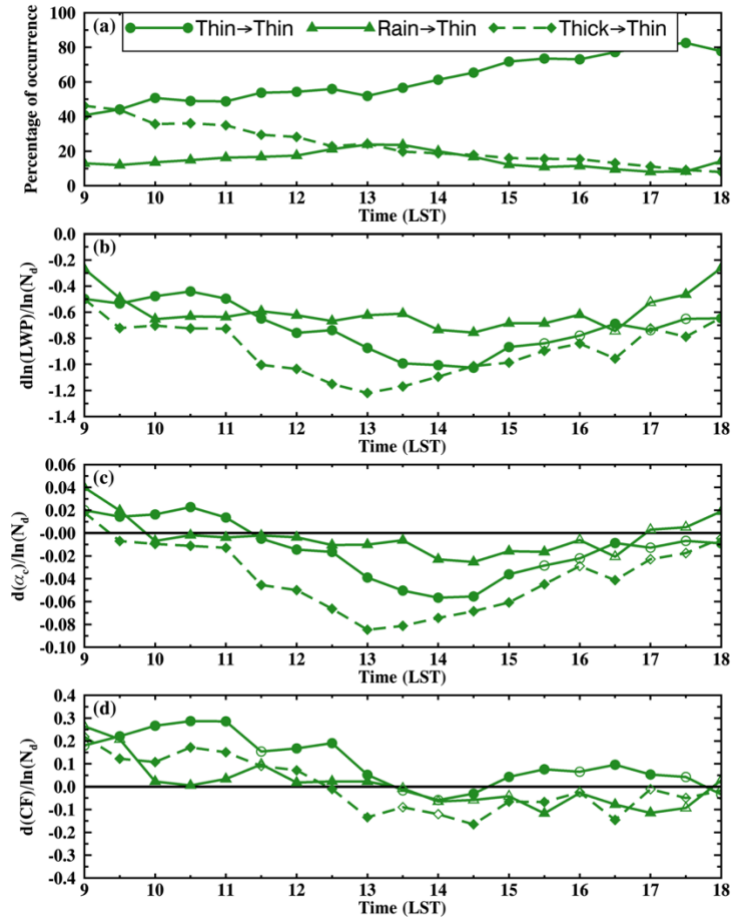 (a) Thin→Thin Rain→Thin Thick→Thin
Percentage of occurrence
100
80
60
40
20
0
9 10 11 12 13 14 15 16 17 18
Time (LST)
(b)
dln(LWP)/ln(N_d)
0.0
-0.2
-0.4
-0.6
-0.8
-1.0
-1.2
-1.4
9 10 11 12 13 14 15 16 17 18
Time (LST)
(c)
d(α_c)/ln(N_d)
0.06
0.04
0.02
-0.00
-0.02
-0.04
-0.06
-0.08
-0.10
9 10 11 12 13 14 15 16 17 18
Time (LST)
(d)
d(CF)/ln(N_d)
0.4
0.3
0.2
0.1
0.0
-0.1
-0.2
-0.3
-0.4
9 10 11 12 13 14 15 16 17 18
Time (LST)